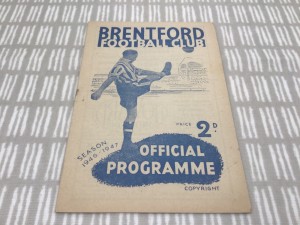 BRENTFORD
FOOTBALL CLUB
PRICE 2D.
SEASON
1946-1947
OFFICIAL
PROGRAMME
COPYRIGHT